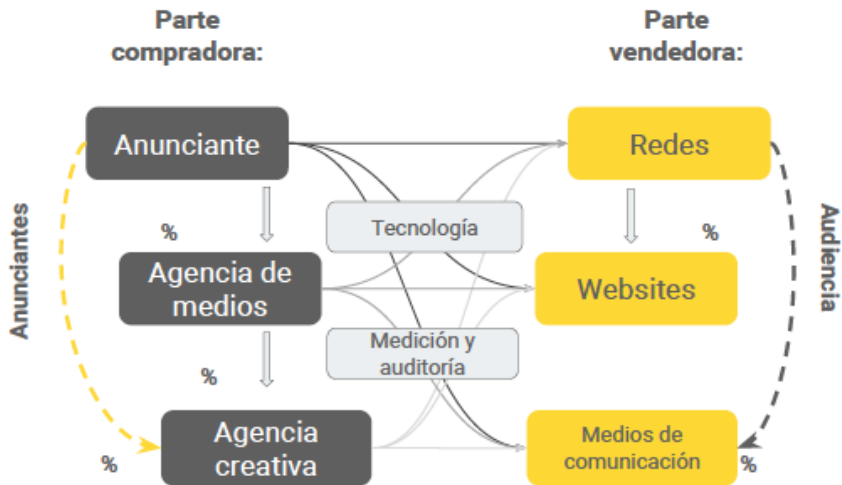 Parte
compradora:
Parte
vendedora:
Anunciante
Redes
Anunciantes
Audiencia
%
Tecnología
%
Agencia de
medios
Websites
%
Medición y
auditoría
Agencia
creativa
%
Medios de
comunicación
%